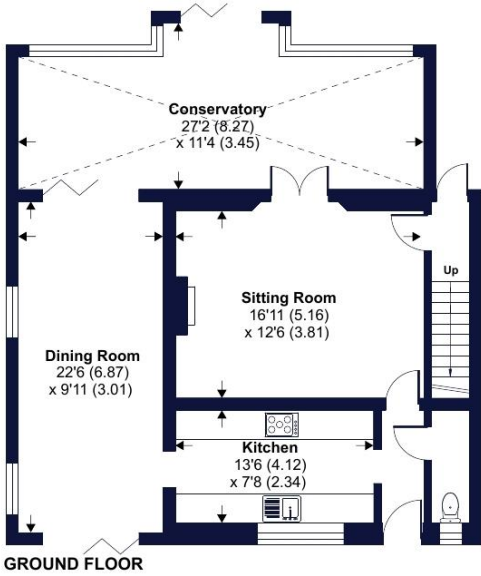 Conservatory
27'2 (8.27)
x 11'4 (3.45)
Up
Sitting Room
16'11 (5.16)
x 12'6 (3.81)
Dining Room
22'6 (6.87)
x 9'11 (3.01)
Kitchen
13'6 (4.12)
x 7'8 (2.34)
GROUND FLOOR